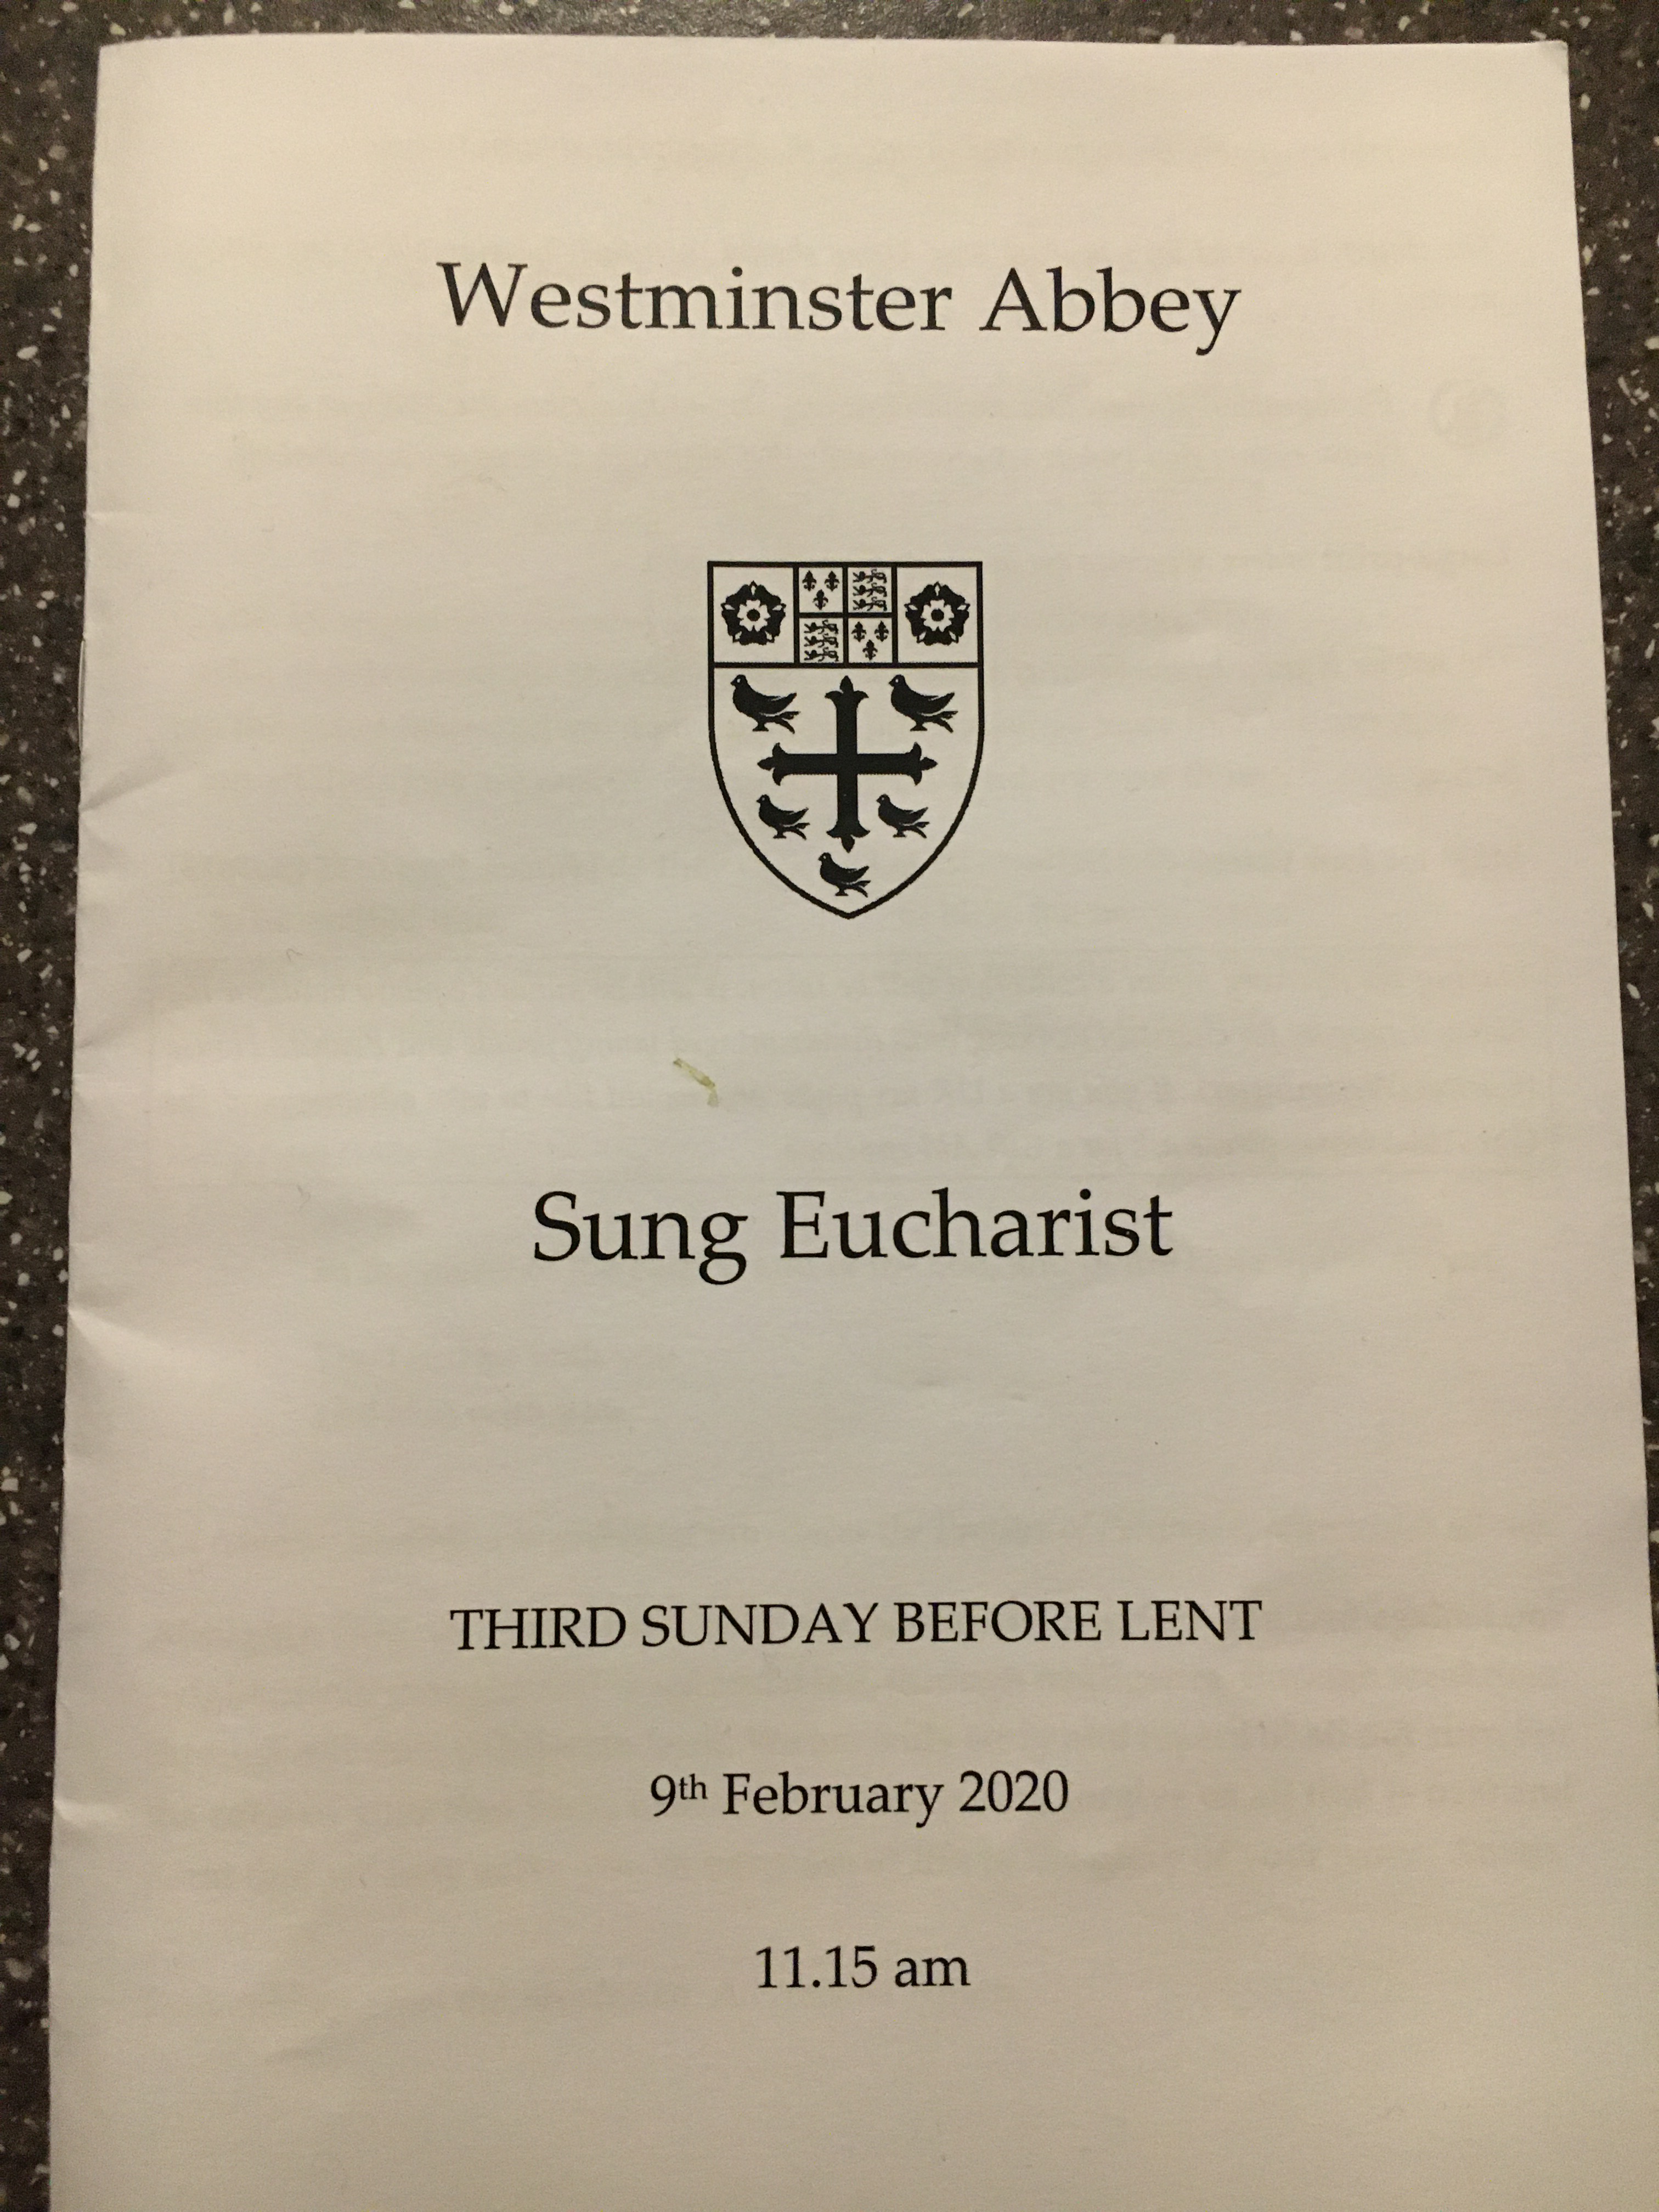 Westminster Abbey
Sung Eucharist
THIRD SUNDAY BEFORE LENT
9th February 2020
11.15 am